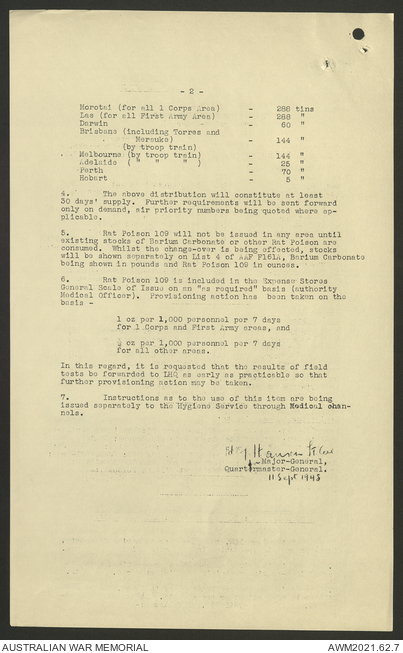 - 2 -
Morotai (for all 1 Corps Area) - 288 tins
Lae (for all First Army Area) - 288 "
Darwin - 60 "
Brisbane (including Torres and
Merauke) - 144 "
(by troop train)
Melbourne (by troop train) - 144 "
Adelaide ( " " ) - 25 "
Perth - 70 "
Hobart - 5 "
4. The above distribution will constitute at least
30 days' supply. Further requirements will be sent forward
only on demand, air priority numbers being quoted where ap-
plicable.
5. Rat Poison 109 will not be issued in any area until
existing stocks of Barium Carbonate or other Rat Poison are
consumed. Whilst the change-over is being effected, stocks
will be shown separately on List 4 of AAF F161A, Barium Carbonate
being shown in pounds and Rat Poison 109 in ounces.
6. Rat Poison 109 is included in the Expense Stores
General Scale of Issue on an "as required" basis (authority
Medical Officer). Provisioning action has been taken on the
basis -
1 oz per 1,000 personnel per 7 days
for 1 Corps and First Army areas, and
oz per 1,000 personnel per 7 days
for all other areas.
In this regard, it is requested that the results of field
tests be forwarded to LHQ as early as practicable so that
further provisioning action may be taken.
7. Instructions as to the use of this item are being
issued separately to the Hygiene Service through Medical chan-
nels.
Major-General,
Quartermaster-General.
11 Sept 1945
AUSTRALIAN WAR MEMORIAL AWM2021.62.7